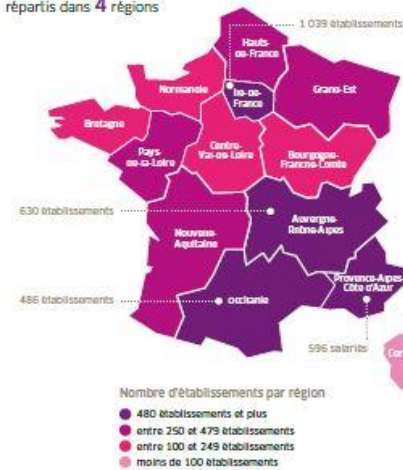 répartis dans 4 régions
1 039 établissements
Hauts-
de-France
Normandie
Île-de-
France
Grand-Est
Bretagne
Pays-
de-la-Loire
Centre-
Val-de-Loire
Bourgogne-
Franche-Comté
630 établissements
Auvergne-
Rhône-Alpes
Nouvelle-
Aquitaine
Provence-Alpes-
Côte d'Azur
486 établissements
Occitanie
596 salariés
Cor
Nombre d'établissements par région
480 établissements et plus
entre 250 et 479 établissements
entre 100 et 249 établissements
moins de 100 établissements